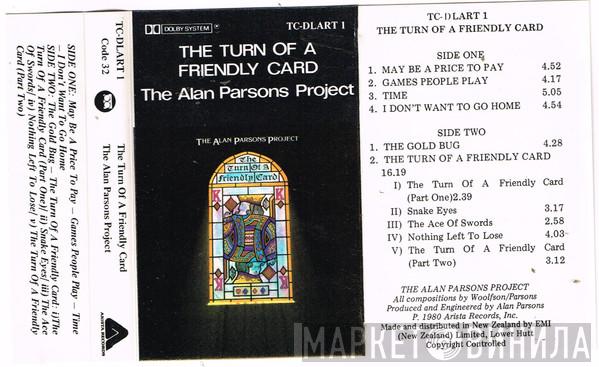 TC-DLART 1
Code 32
The Turn Of A Friendly Card
The Alan Parsons Project
SIDE ONE: May Be A Price To Pay – Games People Play – Time
– I Don't Want To Go Home
SIDE TWO: The Gold Bug – The Turn Of A Friendly Card: i)The
Turn Of A Friendly Card (Part One)/ ii) Snake Eyes/ iii) The Ace
Of Swords/ iv) Nothing Left To Lose/ v) The Turn Of A Friendly
Card (Part Two)
ARISTA RECORDS
DOLBY SYSTEM
TC-DLART 1
THE TURN OF A
FRIENDLY CARD
The Alan Parsons Project
THE ALAN PARSONS PROJECT
The
Turn Of A
Friendly Card
K
K
TC-DLART 1
THE TURN OF A FRIENDLY CARD
SIDE ONE
1. MAY BE A PRICE TO PAY 4.52
2. GAMES PEOPLE PLAY 4.17
3. TIME 5.05
4. I DON'T WANT TO GO HOME 4.54
SIDE TWO
1. THE GOLD BUG 4.28
2. THE TURN OF A FRIENDLY CARD
16.19
I) The Turn Of A Friendly Card
(Part One)2.39
II) Snake Eyes 3.17
III) The Ace Of Swords 2.58
IV) Nothing Left To Lose 4.03
V) The Turn Of A Friendly Card
(Part Two) 3.12
THE ALAN PARSONS PROJECT
All compositions by Woolfson/Parsons
Produced and Engineered by Alan Parsons
P. 1980 Arista Records, Inc.
Made and distributed in New Zealand by EMI
(New Zealand) Limited, Lower Hutt
Copyright Controlled
МАРКЕТ ВИНИЛА